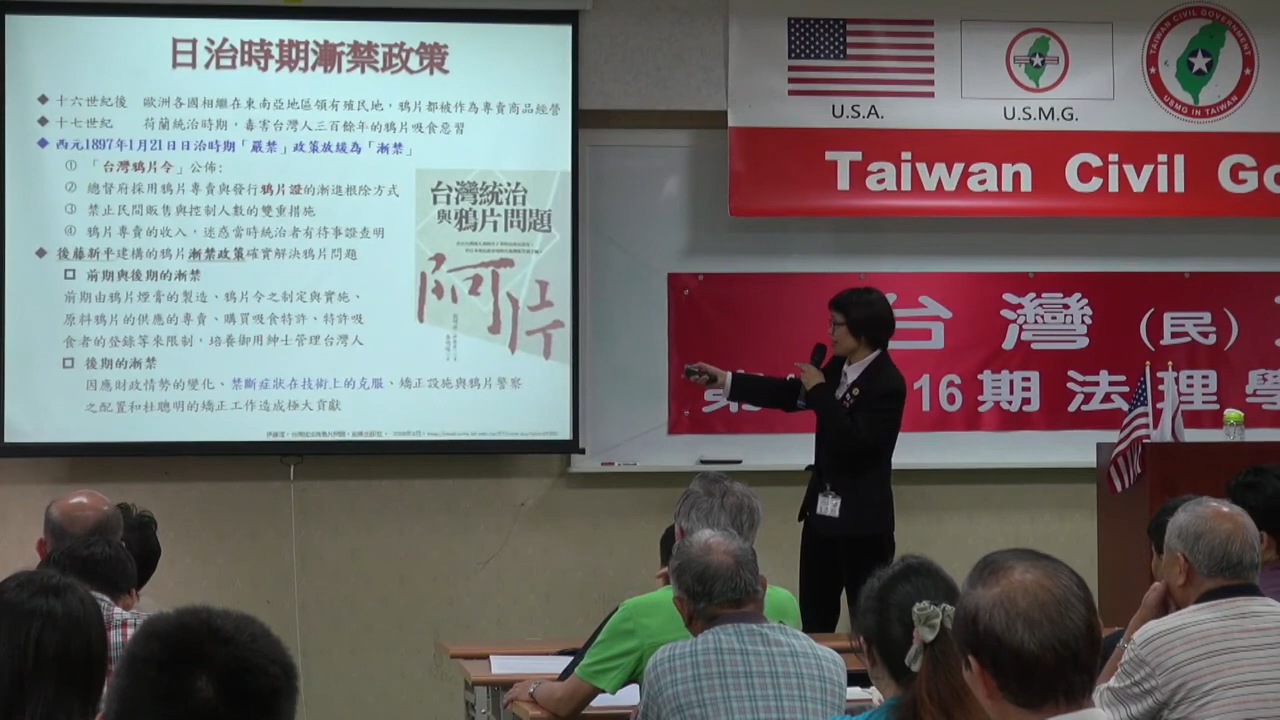 日治時期漸禁政策
◆ 十六世紀後 歐洲各國相繼在東南亞地區領有殖民地，鴉片都被作為專賣商品經營
◆ 十七世紀 荷蘭統治時期，毒害台灣人三百餘年的鴉片吸食惡習
◆ 西元1897年1月21日日治時期「嚴禁」政策放緩為「漸禁」
① 「台灣鴉片令」公佈:
② 總督府採用鴉片專賣與發行鴉片證的漸進根除方式
③ 禁止民間販售與控制人數的雙重措施
④ 鴉片專賣的收入，迷惑當時統治者有待事證查明
◆ 後藤新平建構的鴉片漸禁政策確實解決鴉片問題
前期與後期的漸禁
前期由鴉片煙膏的製造、鴉片令之制定與實施、
原料鴉片的供應的專賣、購買吸食特許、特許吸
食者的登錄等來限制，培養御用紳士管理台灣人
後期的漸禁
因應財政情勢的變化、禁斷症狀在技術上的克服、矯正設施與鴉片警察
之配置和杜聰明的矯正工作造成極大貢獻
台灣統治
與鴉片問題
阿片
U.S.A.
U.S.M.G.
TAIWAN CIVIL GOVERNMENT
USMG IN TAIWAN
Taiwan Civil Go
台灣(民)
第 16期法理學